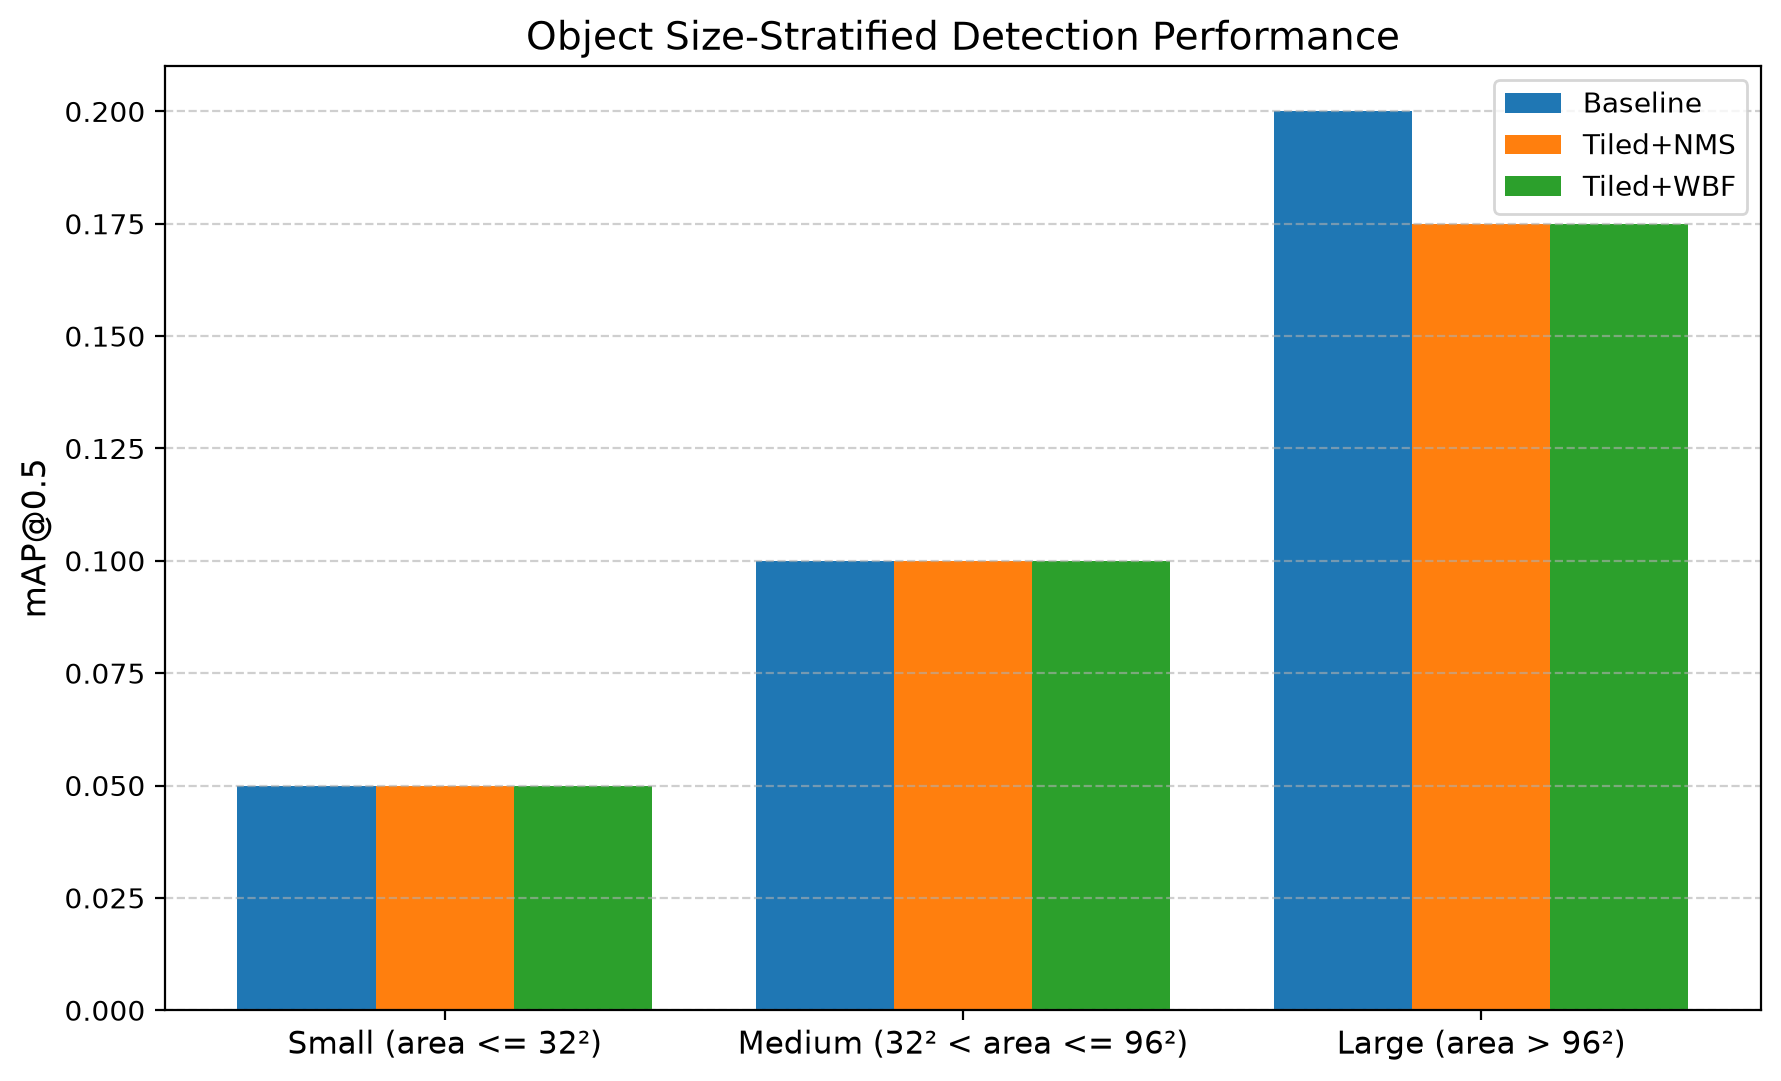 Object Size-Stratified Detection Performance
Baseline
Tiled+NMS
Tiled+WBF
mAP@0.5
0.200
0.175
0.150
0.125
0.100
0.075
0.050
0.025
0.000
Small (area <= 32²)
Medium (32² < area <= 96²)
Large (area > 96²)